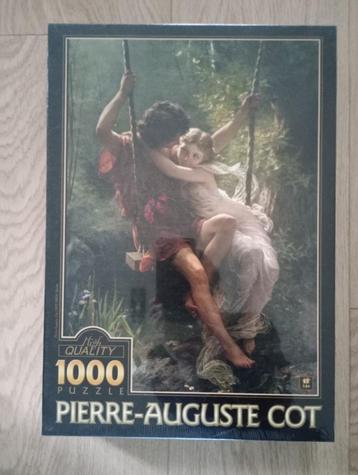 High
QUALITY
1000
PUZZLE
PIERRE-AUGUSTE COT